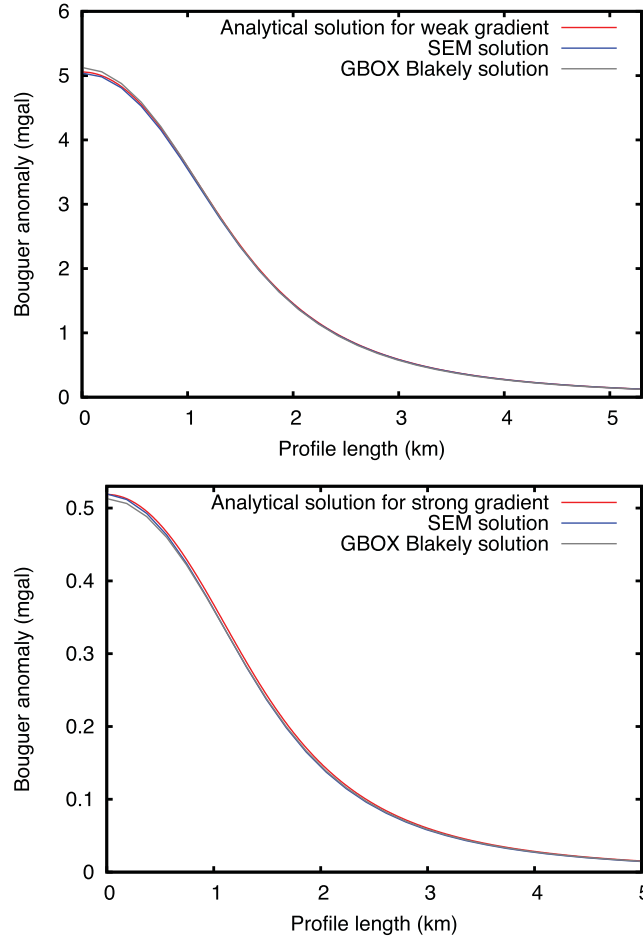 6
5
4
3
2
1
0
Bouguer anomaly (mgal)
Analytical solution for weak gradient
SEM solution
GBOX Blakely solution
0 1 2 3 4 5
Profile length (km)
0.5
0.4
0.3
0.2
0.1
0
Bouguer anomaly (mgal)
Analytical solution for strong gradient
SEM solution
GBOX Blakely solution
0 1 2 3 4 5
Profile length (km)